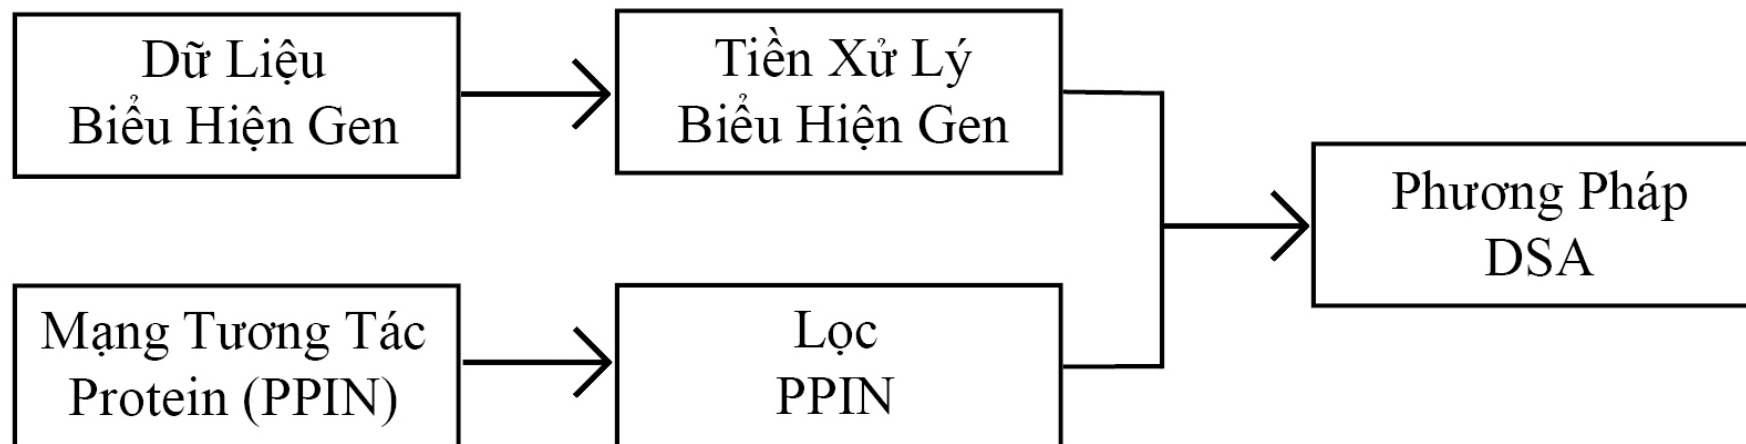 Dữ Liệu
Biểu Hiện Gen
Tiền Xử Lý
Biểu Hiện Gen
Phương Pháp
DSA
Mạng Tương Tác
Protein (PPIN)
Lọc
PPIN